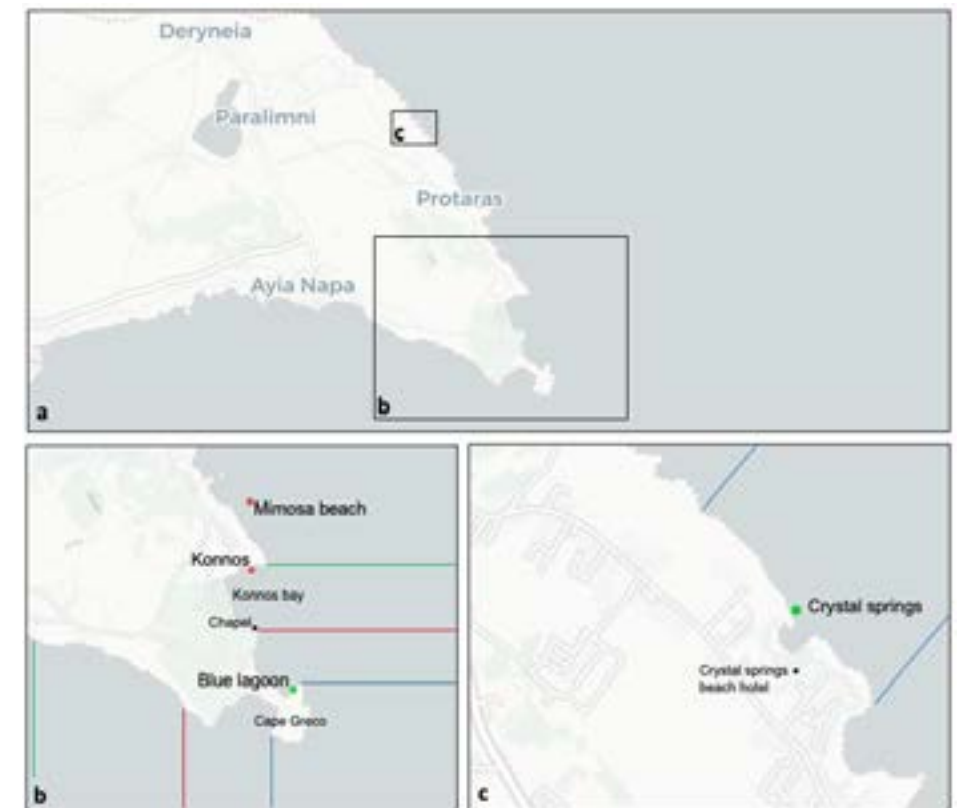 Deryneia
Paralimni
c
Protaras
Ayia Napa
b
a
Mimosa beach
Konnos
Konnos bay
Chapel
Blue lagoon
Cape Greco
b
Crystal springs
Crystal springs
beach hotel
c